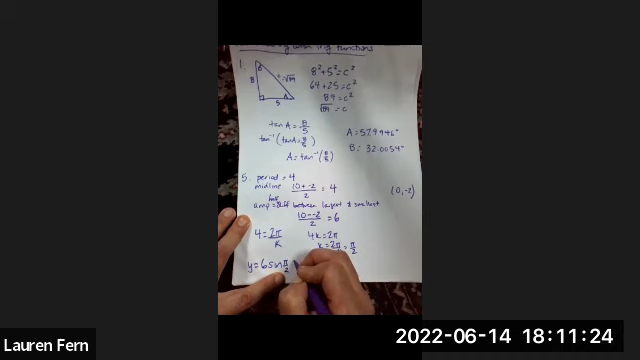 functions
1.
8
5
c=√89
B
A
8²+5²=c²
64+25=c²
89=c²
√89=c
tan A = 8/5
tan⁻¹(tanA=8/5)
A=tan⁻¹(8/5)
A=57.9946°
B=32.0054°
5. period=4
midline 10+-2/2 = 4
(0,-2)
half
amp=diff between largest & smallest
10--2/2 = 6
4=2π/k
4k=2π
k=2π/4=π/2
y=6sin π/2
Lauren Fern
2022-06-14 18:11:24